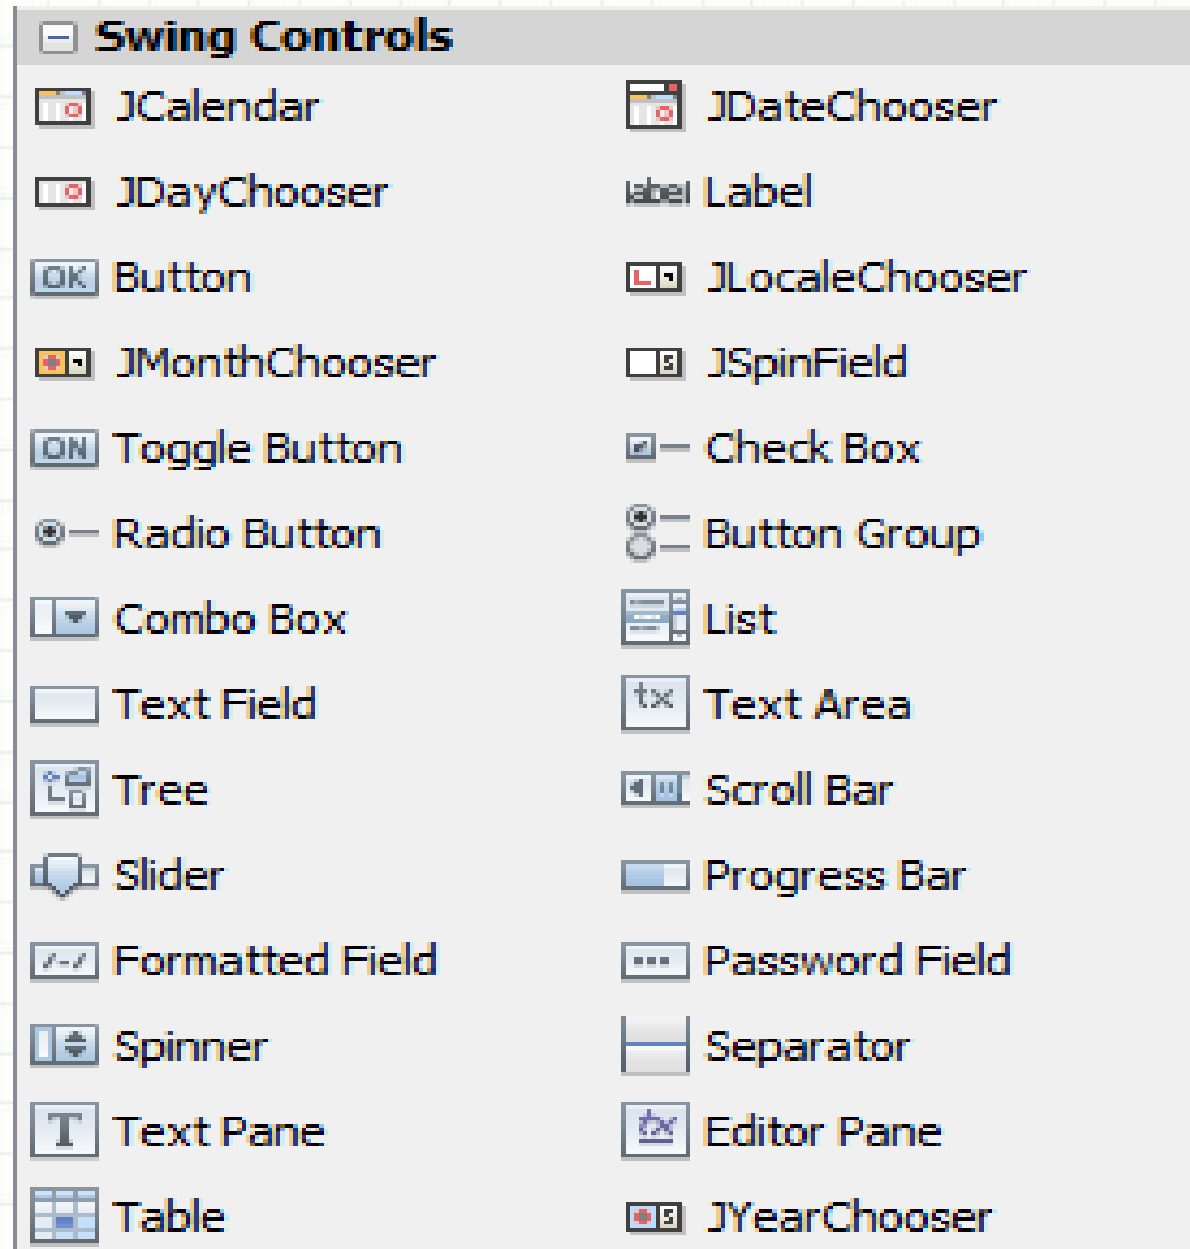 Swing Controls
JCalendar JDateChooser
JDayChooser label Label
OK Button JLocaleChooser
JMonthChooser JSpinField
ON Toggle Button Check Box
Radio Button Button Group
Combo Box List
Text Field tx Text Area
Tree Scroll Bar
Slider Progress Bar
Formatted Field Password Field
Spinner Separator
T Text Pane tx Editor Pane
Table JYearChooser